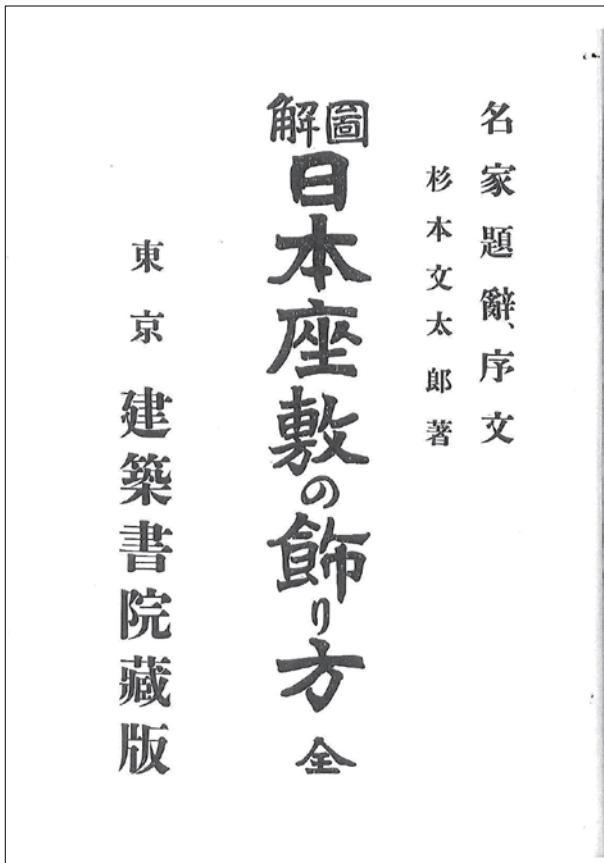 名家題辭、序文
杉本文太郎著
圖解日本座敷の飾り方 全
東京 建築書院藏版